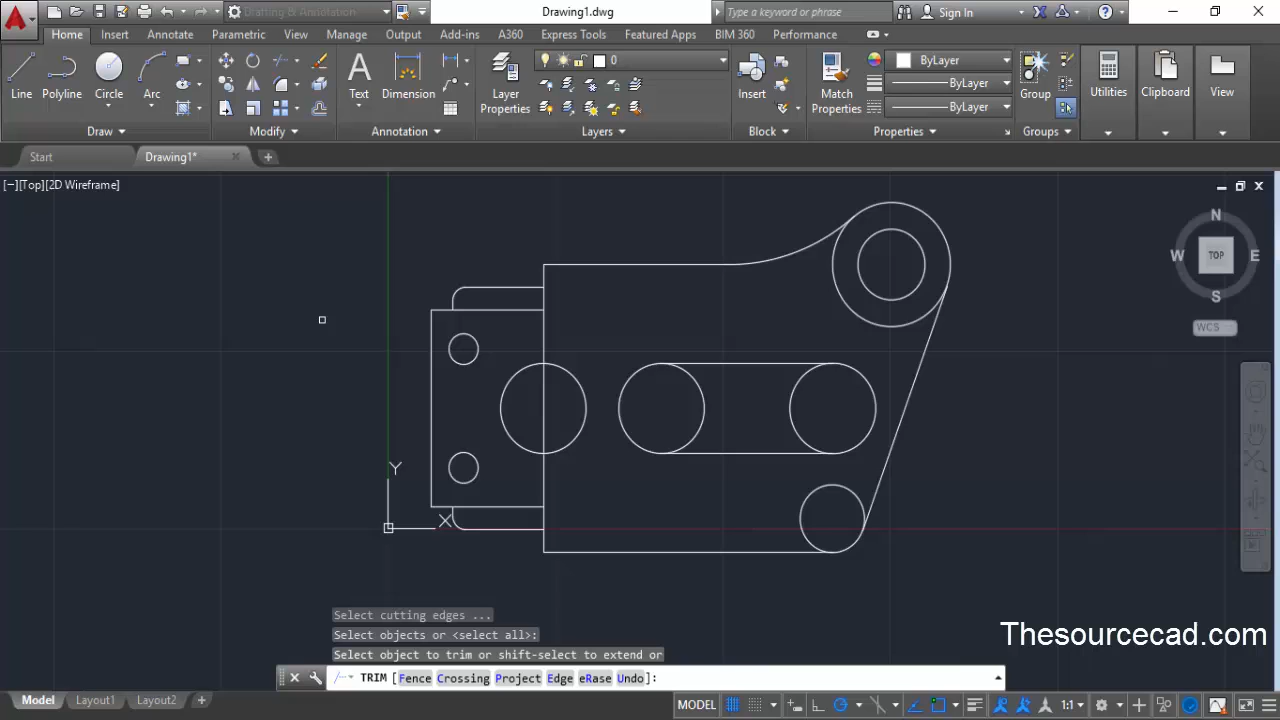 Drafting & Annotation
Drawing1.dwg
Type a keyword or phrase
Sign In
Home Insert Annotate Parametric View Manage Output Add-ins A360 Express Tools Featured Apps BIM 360 Performance
Line Polyline Circle Arc
Text Dimension
Layer Properties
0
Insert
Match Properties
ByLayer
ByLayer
ByLayer
Group
Utilities
Clipboard
View
Draw Modify Annotation Layers Block Properties Groups
Start Drawing1*
[−][Top][2D Wireframe]
N
W TOP E
S
WCS
Y
X
Select cutting edges ...
Select objects or <select all>:
Select object to trim or shift-select to extend or
Thesourcecad.com
TRIM [Fence Crossing Project Edge eRase Undo]:
Model Layout1 Layout2
MODEL
1:1